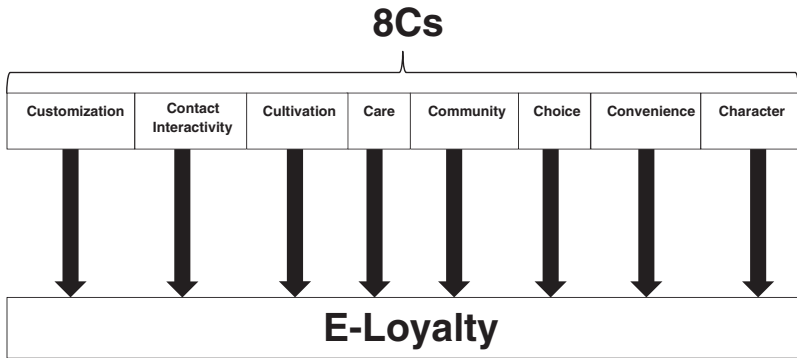 8Cs
Customization
Contact
Interactivity
Cultivation
Care
Community
Choice
Convenience
Character
E-Loyalty